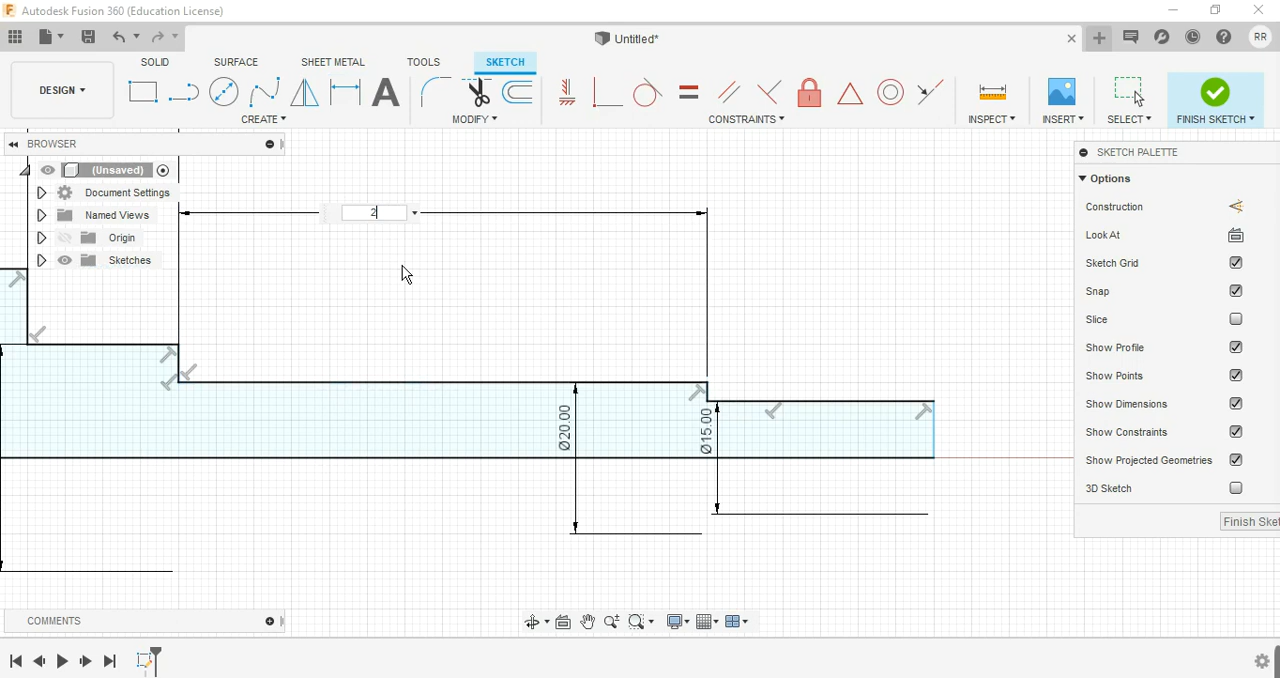 Autodesk Fusion 360 (Education License)
Untitled*
RR
SOLID SURFACE SHEET METAL TOOLS SKETCH
DESIGN
CREATE MODIFY CONSTRAINTS INSPECT INSERT SELECT FINISH SKETCH
BROWSER
(Unsaved)
Document Settings
Named Views
Origin
Sketches
2
Ø20.00
Ø15.00
SKETCH PALETTE
Options
Construction
Look At
Sketch Grid
Snap
Slice
Show Profile
Show Points
Show Dimensions
Show Constraints
Show Projected Geometries
3D Sketch
Finish Sket
COMMENTS